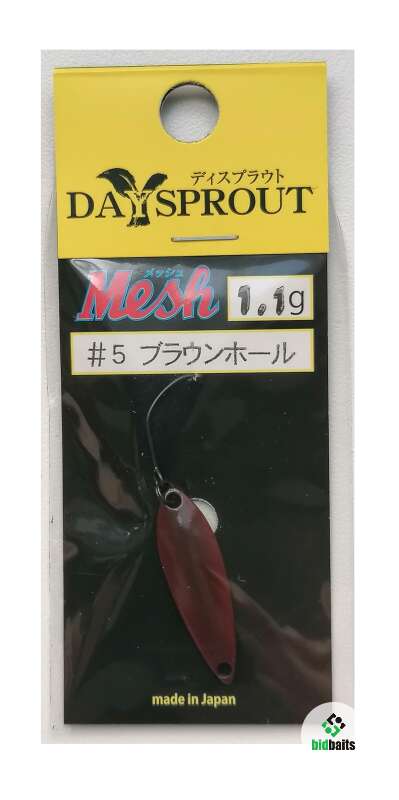 ディスプラウト
DAYSPROUT
メッシュ
Mesh 1.1g
#5 ブラウンホール
made in Japan
bidbaits